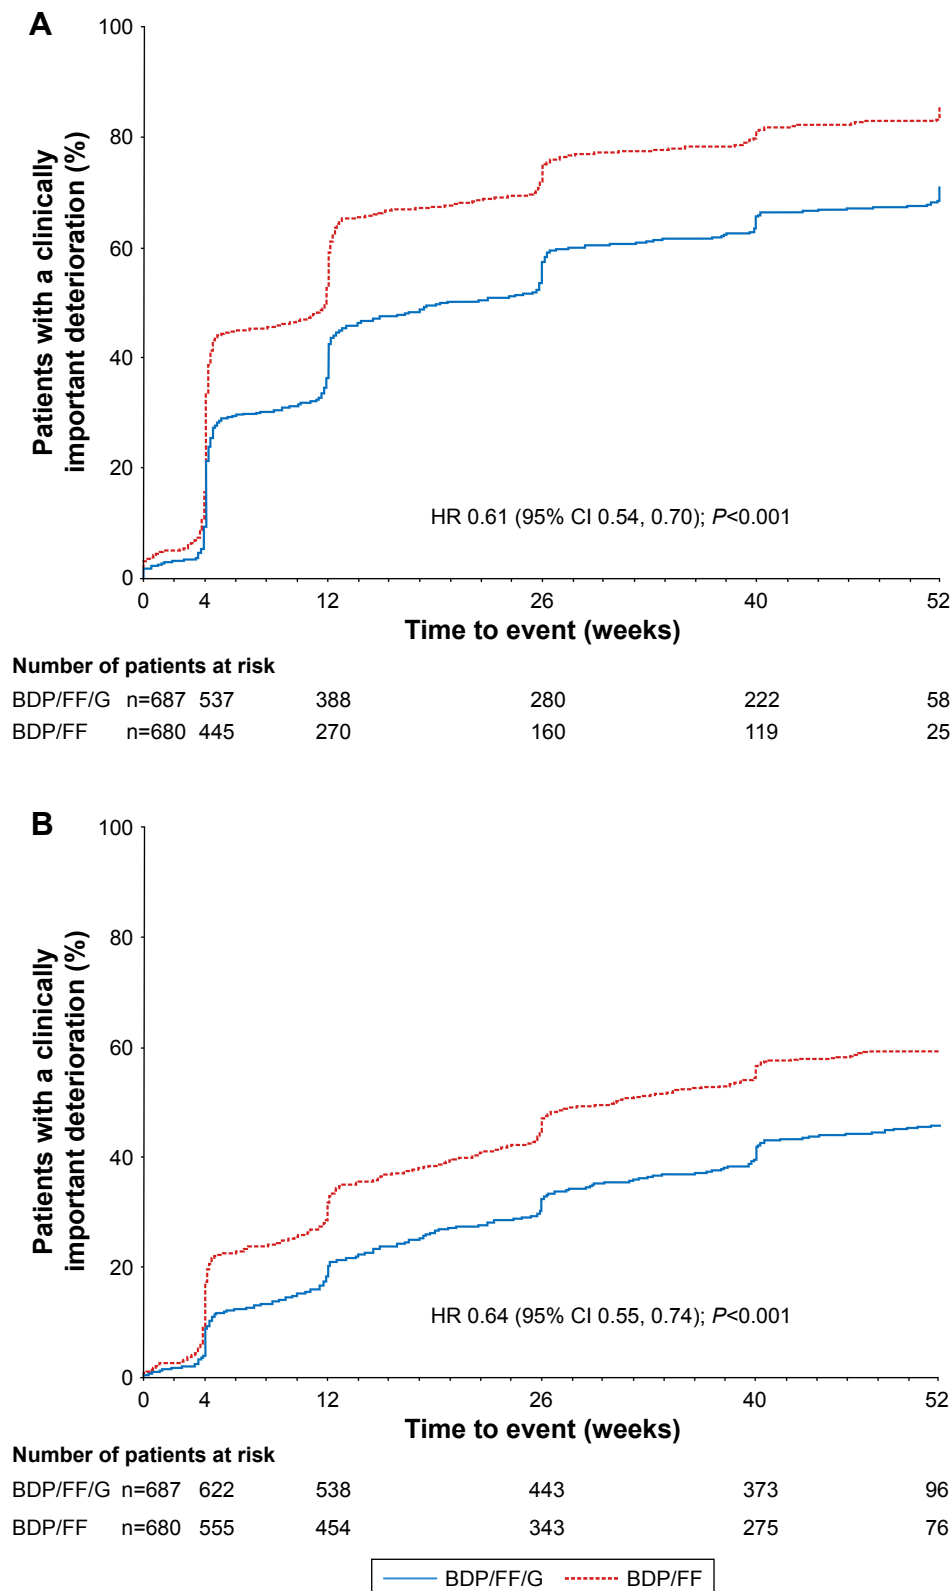 A
100
80
60
40
20
0
Patients with a clinically
important deterioration (%)
HR 0.61 (95% CI 0.54, 0.70); P<0.001
0 4 12 26 40 52
Time to event (weeks)
Number of patients at risk
BDP/FF/G n=687 537 388 280 222 58
BDP/FF n=680 445 270 160 119 25
B
100
80
60
40
20
0
Patients with a clinically
important deterioration (%)
HR 0.64 (95% CI 0.55, 0.74); P<0.001
0 4 12 26 40 52
Time to event (weeks)
Number of patients at risk
BDP/FF/G n=687 622 538 443 373 96
BDP/FF n=680 555 454 343 275 76
BDP/FF/G BDP/FF